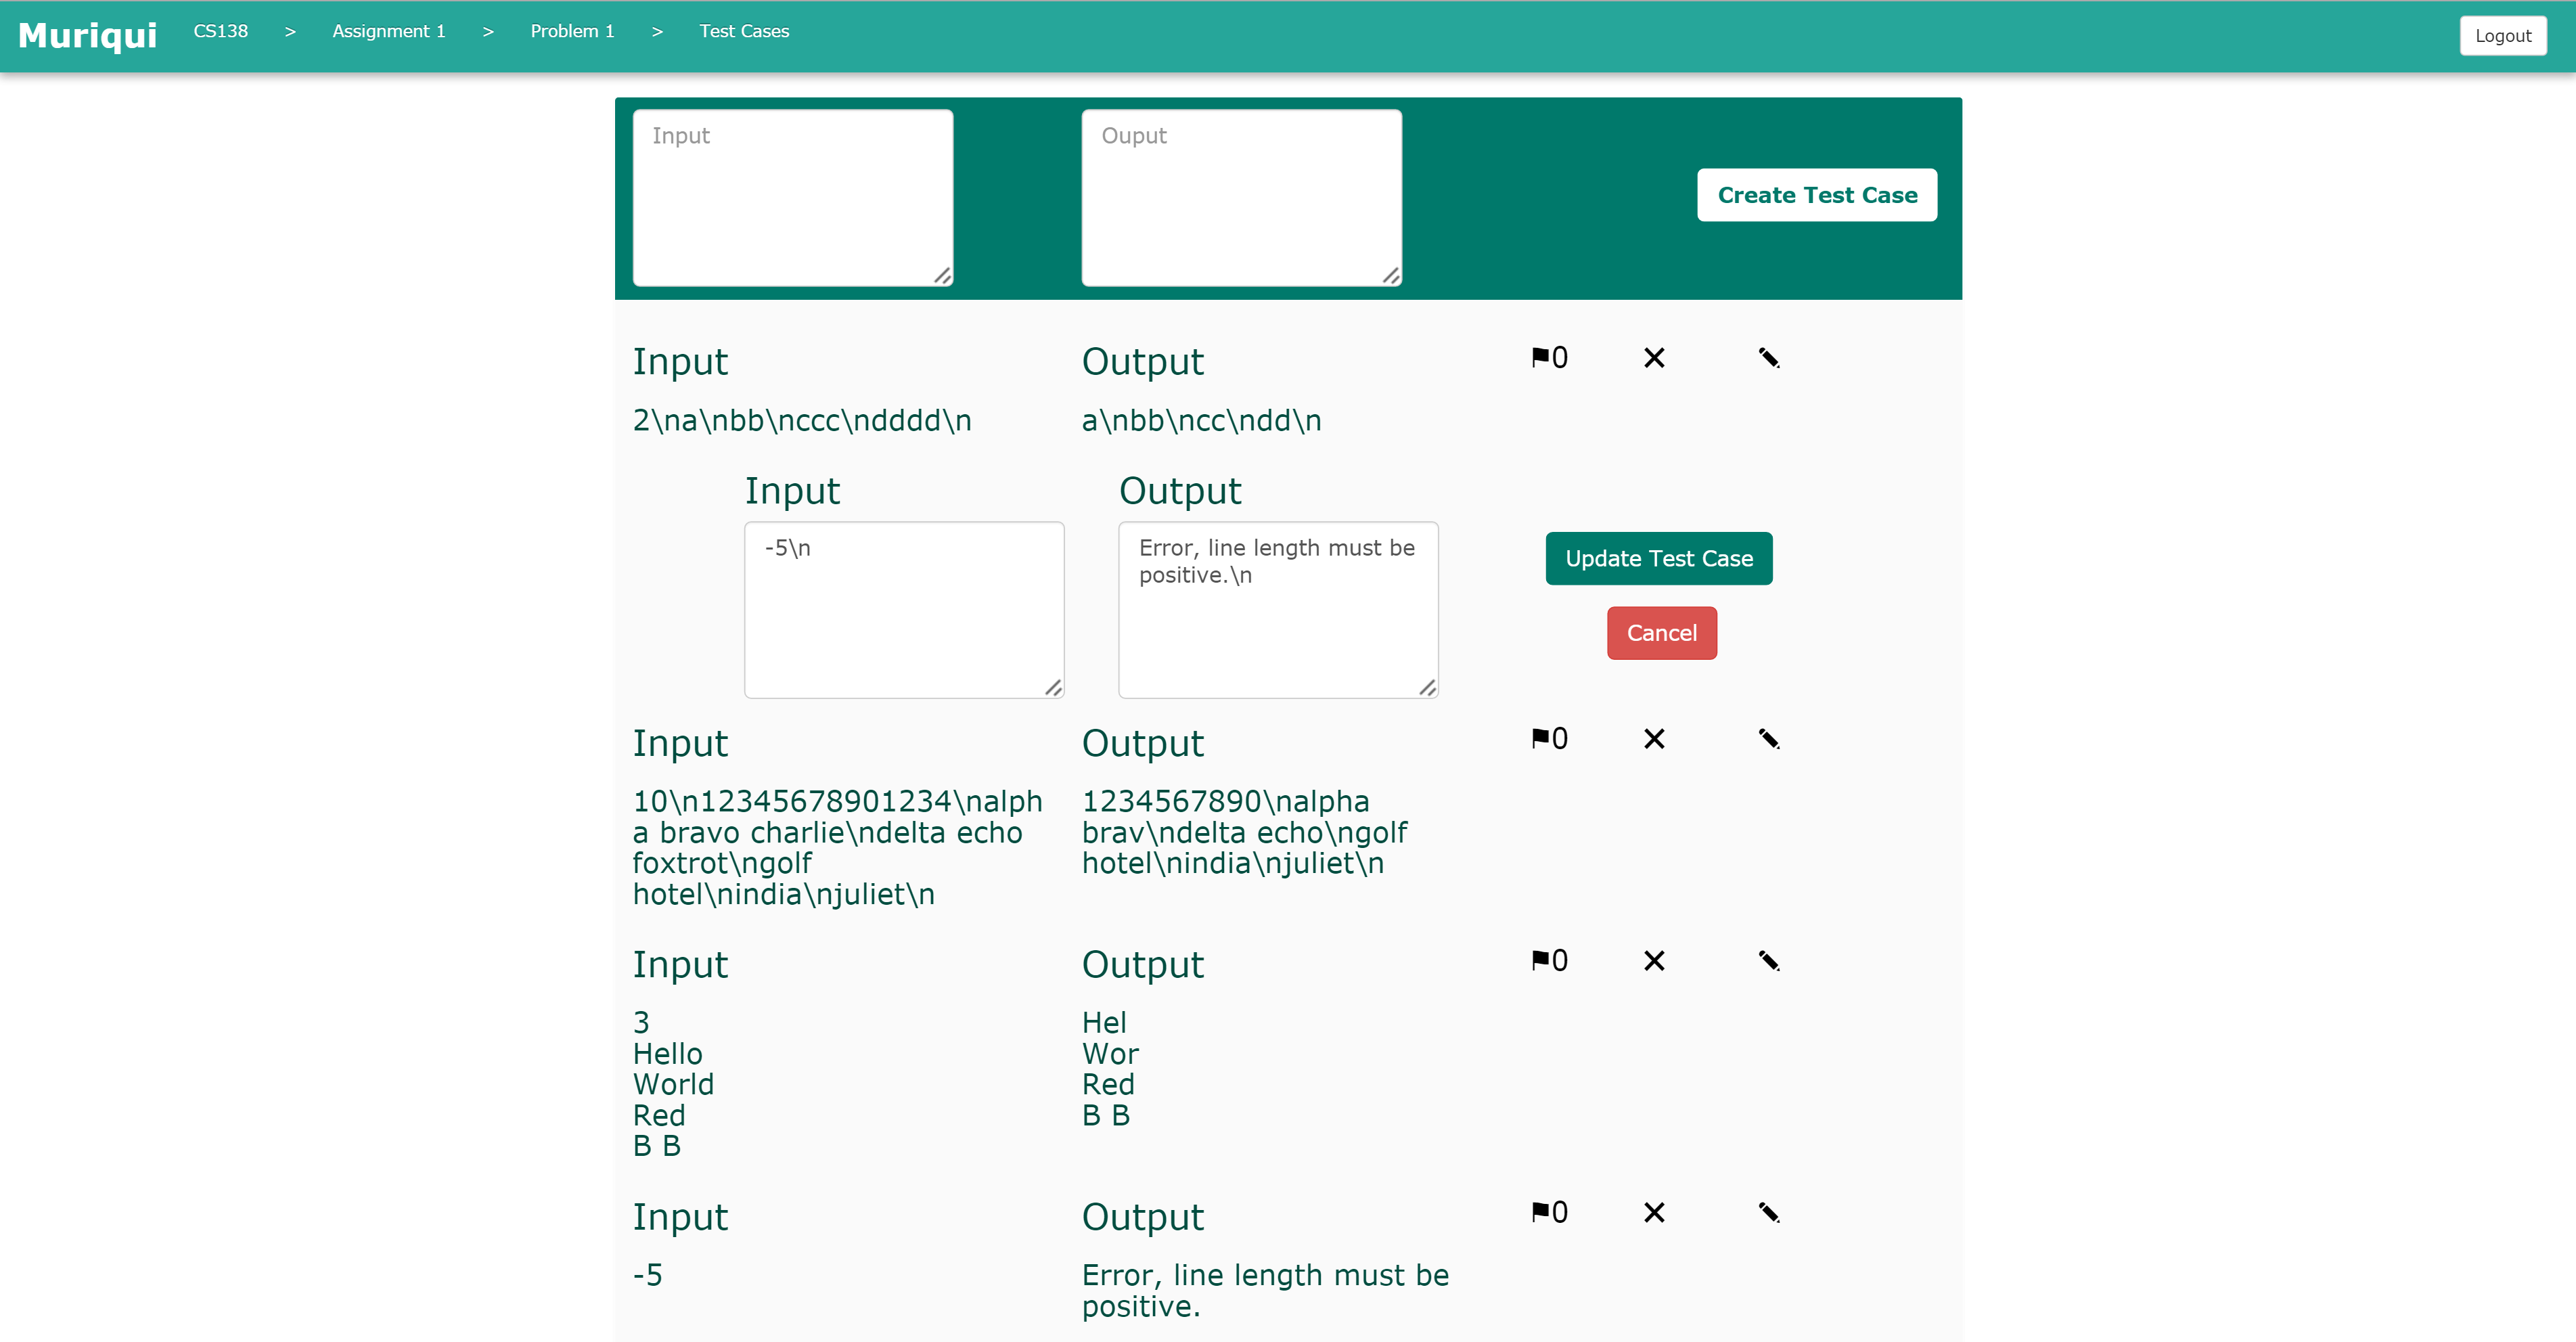 Muriqui CS138 > Assignment 1 > Problem 1 > Test Cases Logout
Input Ouput
Create Test Case
Input Output 0
2\na\nbb\nccc\ndddd\n a\nbb\ncc\ndd\n
Input Output
-5\n
Error, line length must be
positive.\n
Update Test Case
Cancel
Input Output 0
10\n12345678901234\nalph
a bravo charlie\ndelta echo
foxtrot\ngolf
hotel\nindia\njuliet\n
1234567890\nalpha
brav\ndelta echo\ngolf
hotel\nindia\njuliet\n
Input Output 0
3
Hello
World
Red
B B
Hel
Wor
Red
B B
Input Output 0
-5
Error, line length must be
positive.